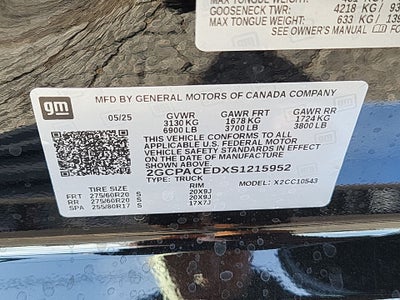 MAX TONGUE WEIGHT:
GOOSENECK TWR: 4218 kg
MAX TONGUE WEIGHT: 633 kg
SEE OWNER'S MANUAL
gm
MFD BY GENERAL MOTORS OF CANADA COMPANY
05/25 GVWR GAWR FRT GAWR RR
3130 KG 1678 KG 1724 KG
6900 LB 3700 LB 3800 LB
THIS VEHICLE CONFORMS TO ALL
APPLICABLE U.S. FEDERAL MOTOR
VEHICLE SAFETY STANDARDS IN EFFECT
ON THE DATE OF MANUFACTURE
SHOWN ABOVE.
2GCPACEDXS1215952
TYPE: TRUCK MODEL: X2CC10543
TIRE SIZE RIM
FRT 275/60R20 S 20X9J
RR 275/60R20 S 20X9J
SPA 255/80R17 S 17X7J